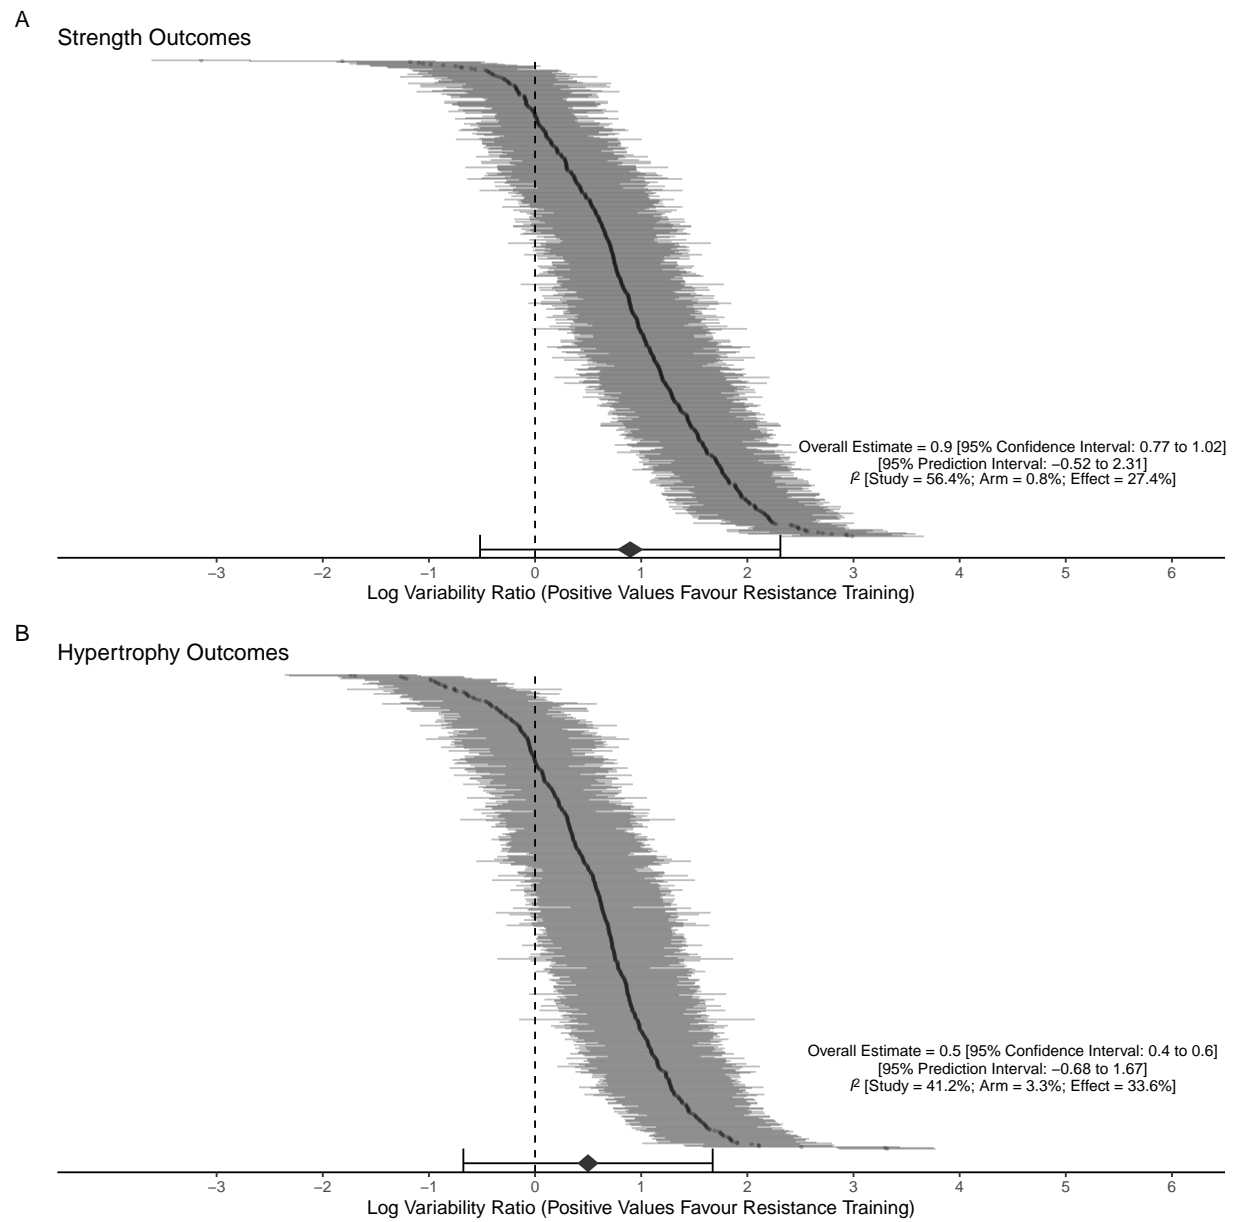 A
Strength Outcomes
Overall Estimate = 0.9 [95% Confidence Interval: 0.77 to 1.02]
[95% Prediction Interval: −0.52 to 2.31]
I² [Study = 56.4%; Arm = 0.8%; Effect = 27.4%]
−3 −2 −1 0 1 2 3 4 5 6
Log Variability Ratio (Positive Values Favour Resistance Training)
B
Hypertrophy Outcomes
Overall Estimate = 0.5 [95% Confidence Interval: 0.4 to 0.6]
[95% Prediction Interval: −0.68 to 1.67]
I² [Study = 41.2%; Arm = 3.3%; Effect = 33.6%]
−3 −2 −1 0 1 2 3 4 5 6
Log Variability Ratio (Positive Values Favour Resistance Training)